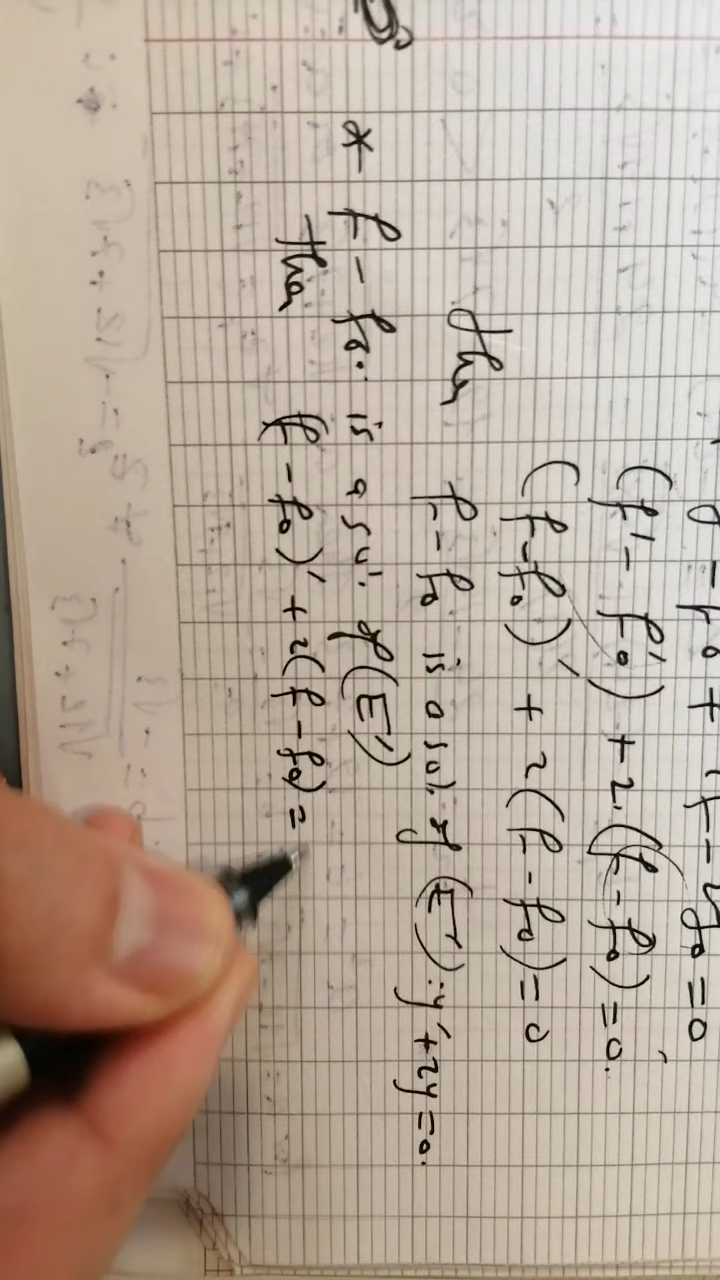 (f' - f'₀) + 2(f - f₀) = 0.
(f - f₀)' + 2(f - f₀) = 0
then f - f₀ is a sol. of (E'): y' + 2y = 0.
* f - f₀. is a sol. of (E')
then (f - f₀)' + 2(f - f₀) =